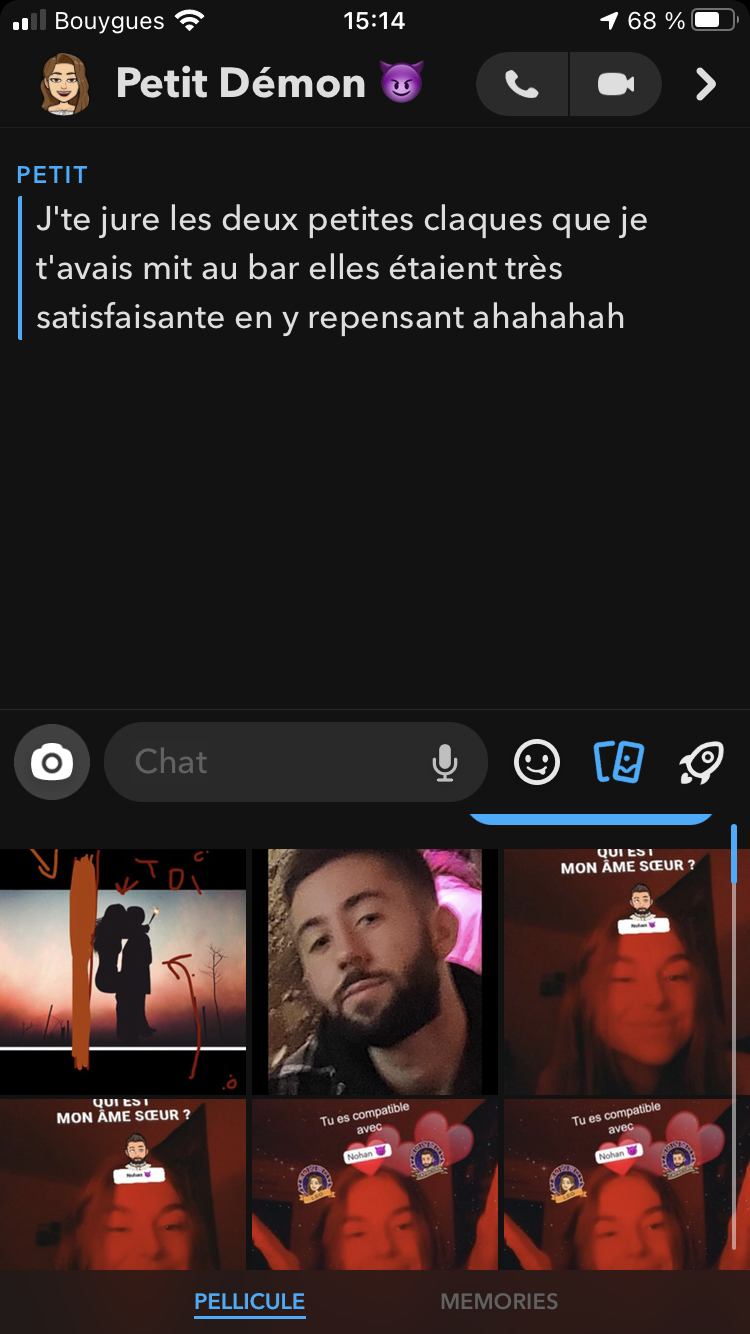 Bouygues 15:14 68 %
Petit Démon 😈
PETIT
J'te jure les deux petites claques que je
t'avais mit au bar elles étaient très
satisfaisante en y repensant ahahahah
Chat
TOi
QUI EST
MON ÂME SŒUR ?
Nohan 😈
QUI EST
MON ÂME SŒUR ?
Nohan 😈
Tu es compatible
avec
Nohan 😈
Tu es compatible
avec
Nohan 😈
PELLICULE MEMORIES